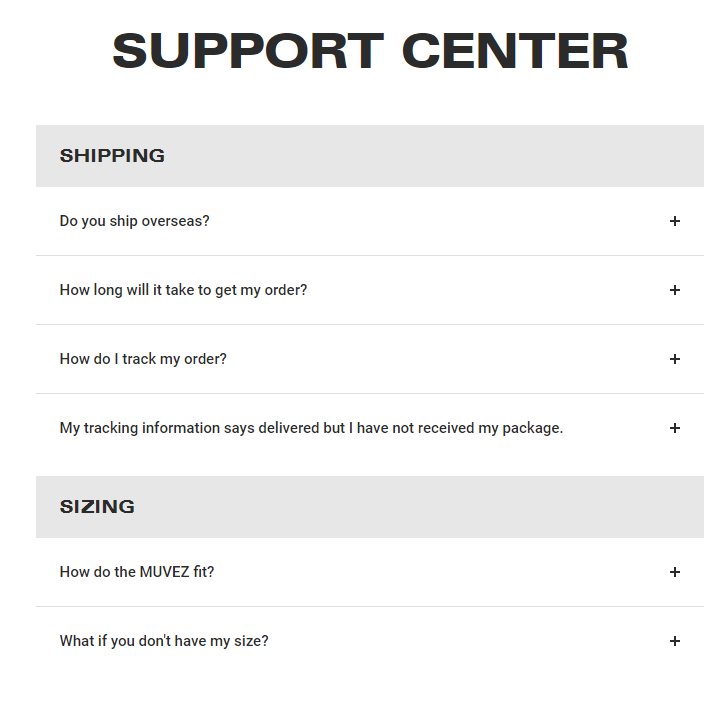 SUPPORT CENTER
SHIPPING
Do you ship overseas?
How long will it take to get my order?
How do I track my order?
My tracking information says delivered but I have not received my package.
SIZING
How do the MUVEZ fit?
What if you don't have my size?